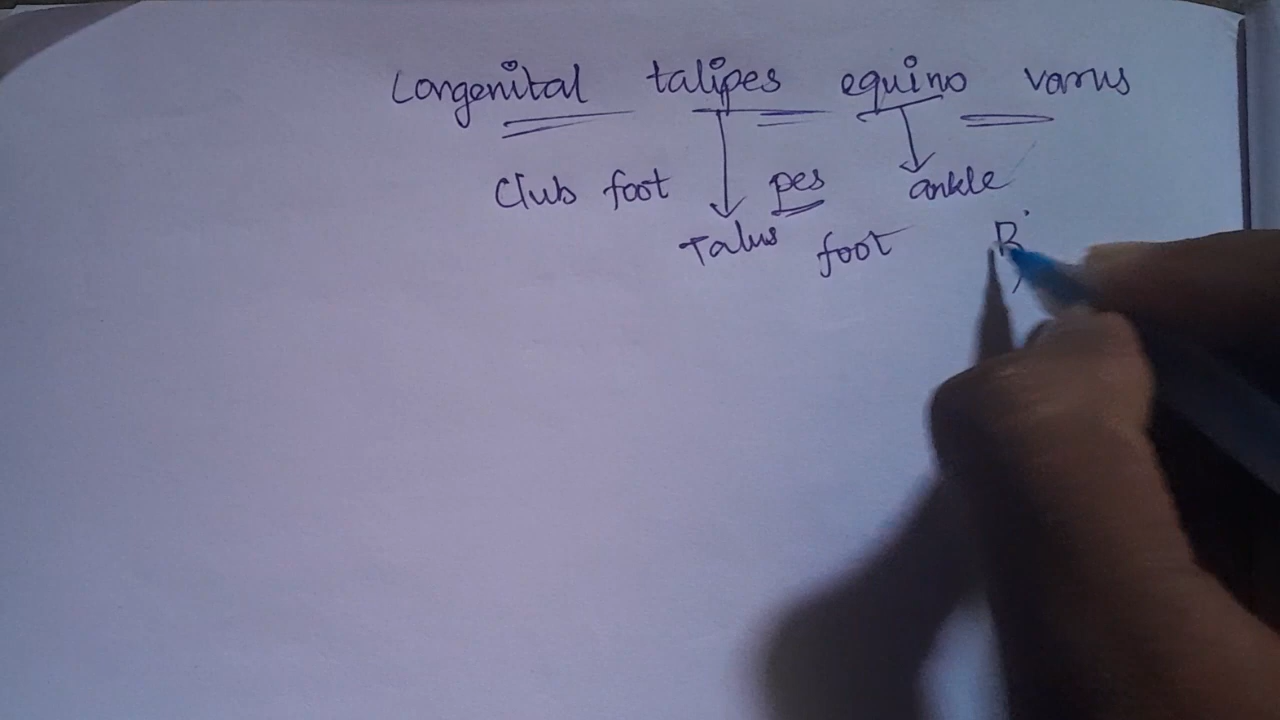 Congenital talipes equino varus
Club foot pes ankle
Talus foot